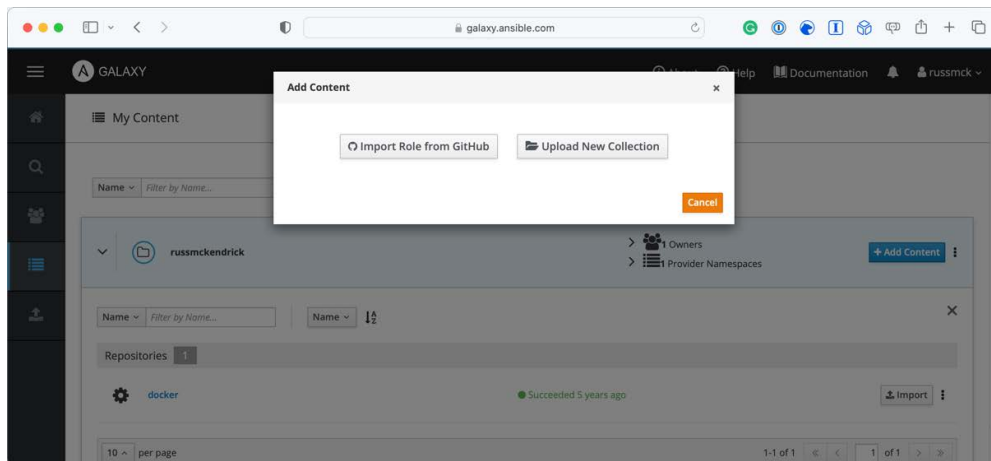 galaxy.ansible.com
GALAXY
About
Help
Documentation
russmck
Add Content
×
My Content
Import Role from GitHub
Upload New Collection
Name
Filter by Name...
Cancel
russmckendrick
1 Owners
1 Provider Namespaces
+ Add Content
Name
Filter by Name...
Name
Repositories 1
docker
Succeeded 5 years ago
Import
10 per page
1-1 of 1
1 of 1